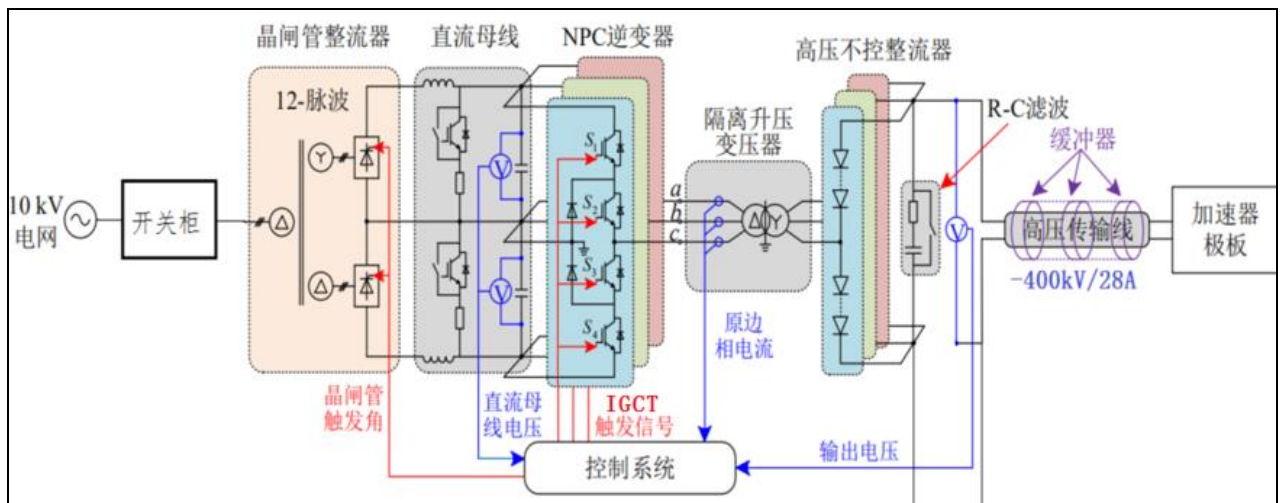 晶闸管整流器
直流母线
NPC逆变器
高压不控整流器
12-脉波
隔离升压
变压器
R-C滤波
缓冲器
10 kV
电网
开关柜
Y
Δ
Δ
Δ
Y
V
V
V
S₁
S₂
S₃
S₄
a
b
c
高压传输线
-400kV/28A
加速器
极板
原边
相电流
晶闸管
触发角
直流母
线电压
IGCT
触发信号
输出电压
控制系统